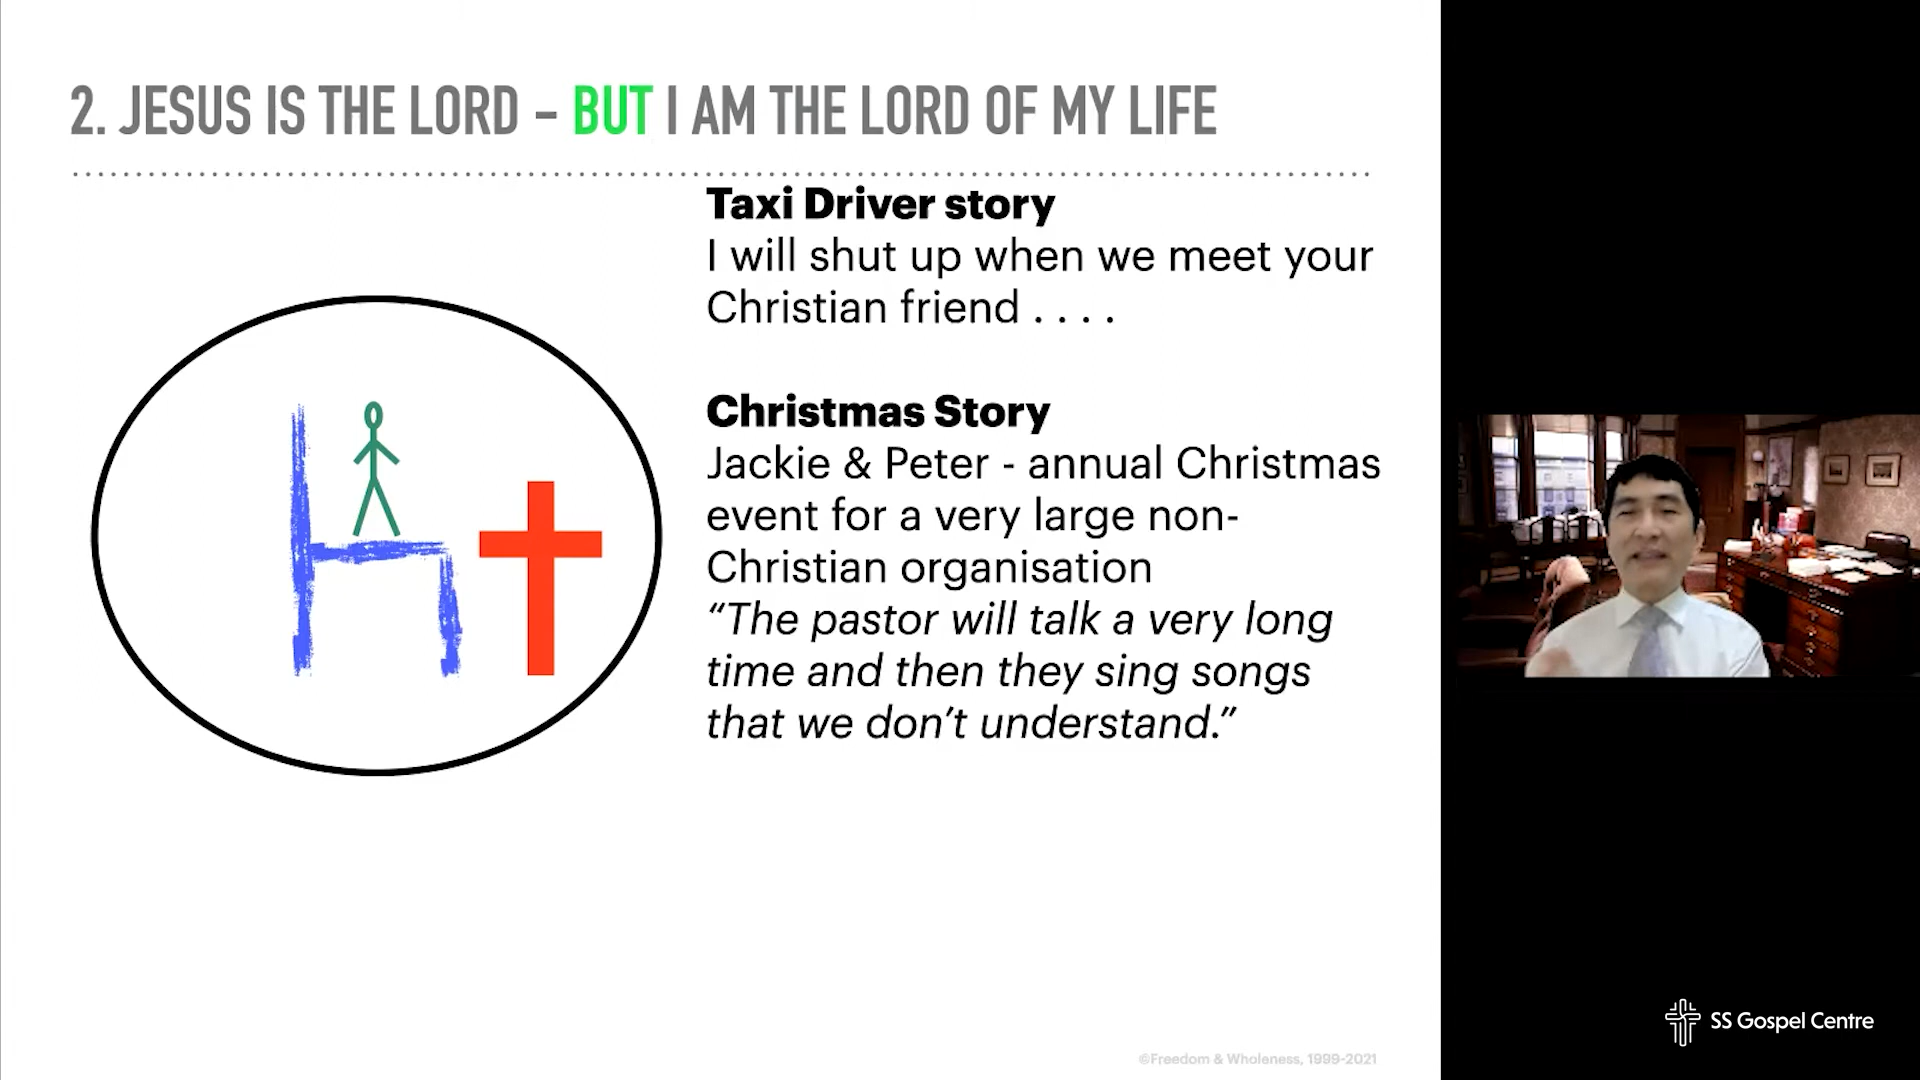 2. JESUS IS THE LORD – BUT I AM THE LORD OF MY LIFE
Taxi Driver story
I will shut up when we meet your
Christian friend . . . .
Christmas Story
Jackie & Peter - annual Christmas
event for a very large non-
Christian organisation
“The pastor will talk a very long
time and then they sing songs
that we don’t understand.”
SS Gospel Centre
©Freedom & Wholeness, 1999-2021